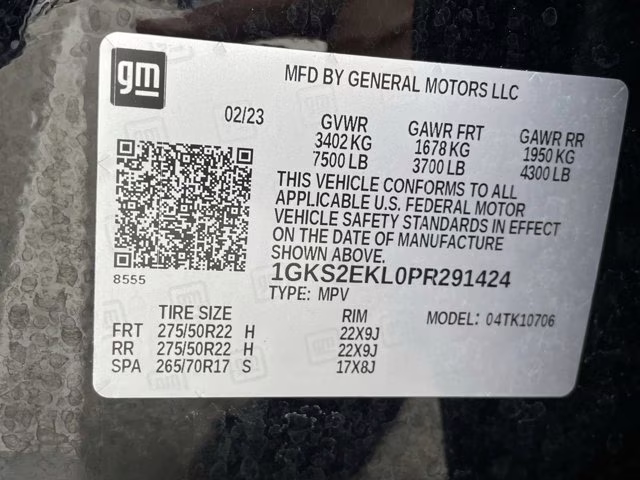 gm
MFD BY GENERAL MOTORS LLC
02/23
GVWR GAWR FRT GAWR RR
3402 KG 1678 KG 1950 KG
7500 LB 3700 LB 4300 LB
THIS VEHICLE CONFORMS TO ALL
APPLICABLE U.S. FEDERAL MOTOR
VEHICLE SAFETY STANDARDS IN EFFECT
ON THE DATE OF MANUFACTURE
SHOWN ABOVE.
8555
1GKS2EKL0PR291424
TYPE: MPV
TIRE SIZE RIM MODEL: 04TK10706
FRT 275/50R22 H 22X9J
RR 275/50R22 H 22X9J
SPA 265/70R17 S 17X8J